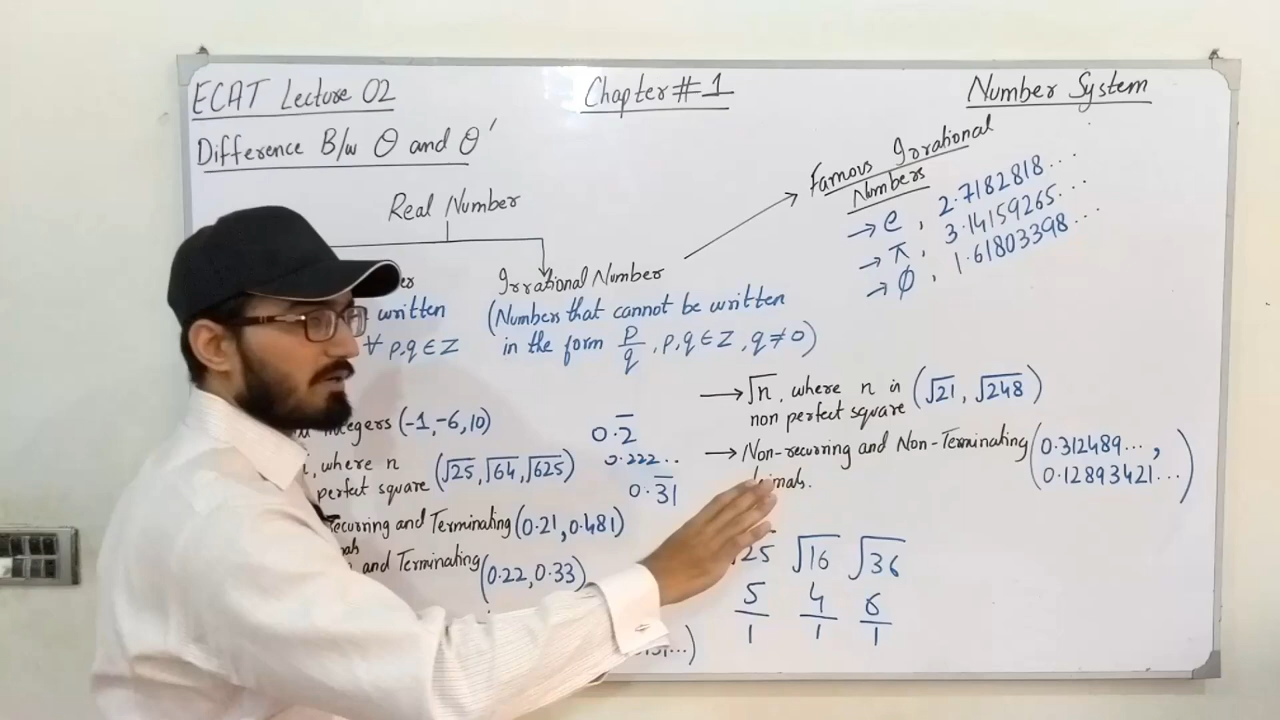 ECAT Lecture 02
Chapter #1
Number System
Difference B/w Q and Q'
Real Number
Irrational Number
written
∀ p,q ∈ Z
(Numbers that cannot be written
in the form p/q , p,q ∈ Z , q ≠ 0)
Famous Irrational
Numbers
→ e , 2.7182818...
→ π , 3.14159265...
→ ϕ , 1.61803398...
integers (-1,-6,10)
, where n
perfect square (√25, √64, √625)
recurring and Terminating (0.21, 0.481)
and Terminating (0.22, 0.33)
0.2̅
0.222..
0.3̅1̅
→ √n, where n is
non perfect square (√21, √248)
→ Non-recurring and Non-Terminating (0.312489... ,
0.12893421...)
√25 √16 √36
5/1 4/1 6/1